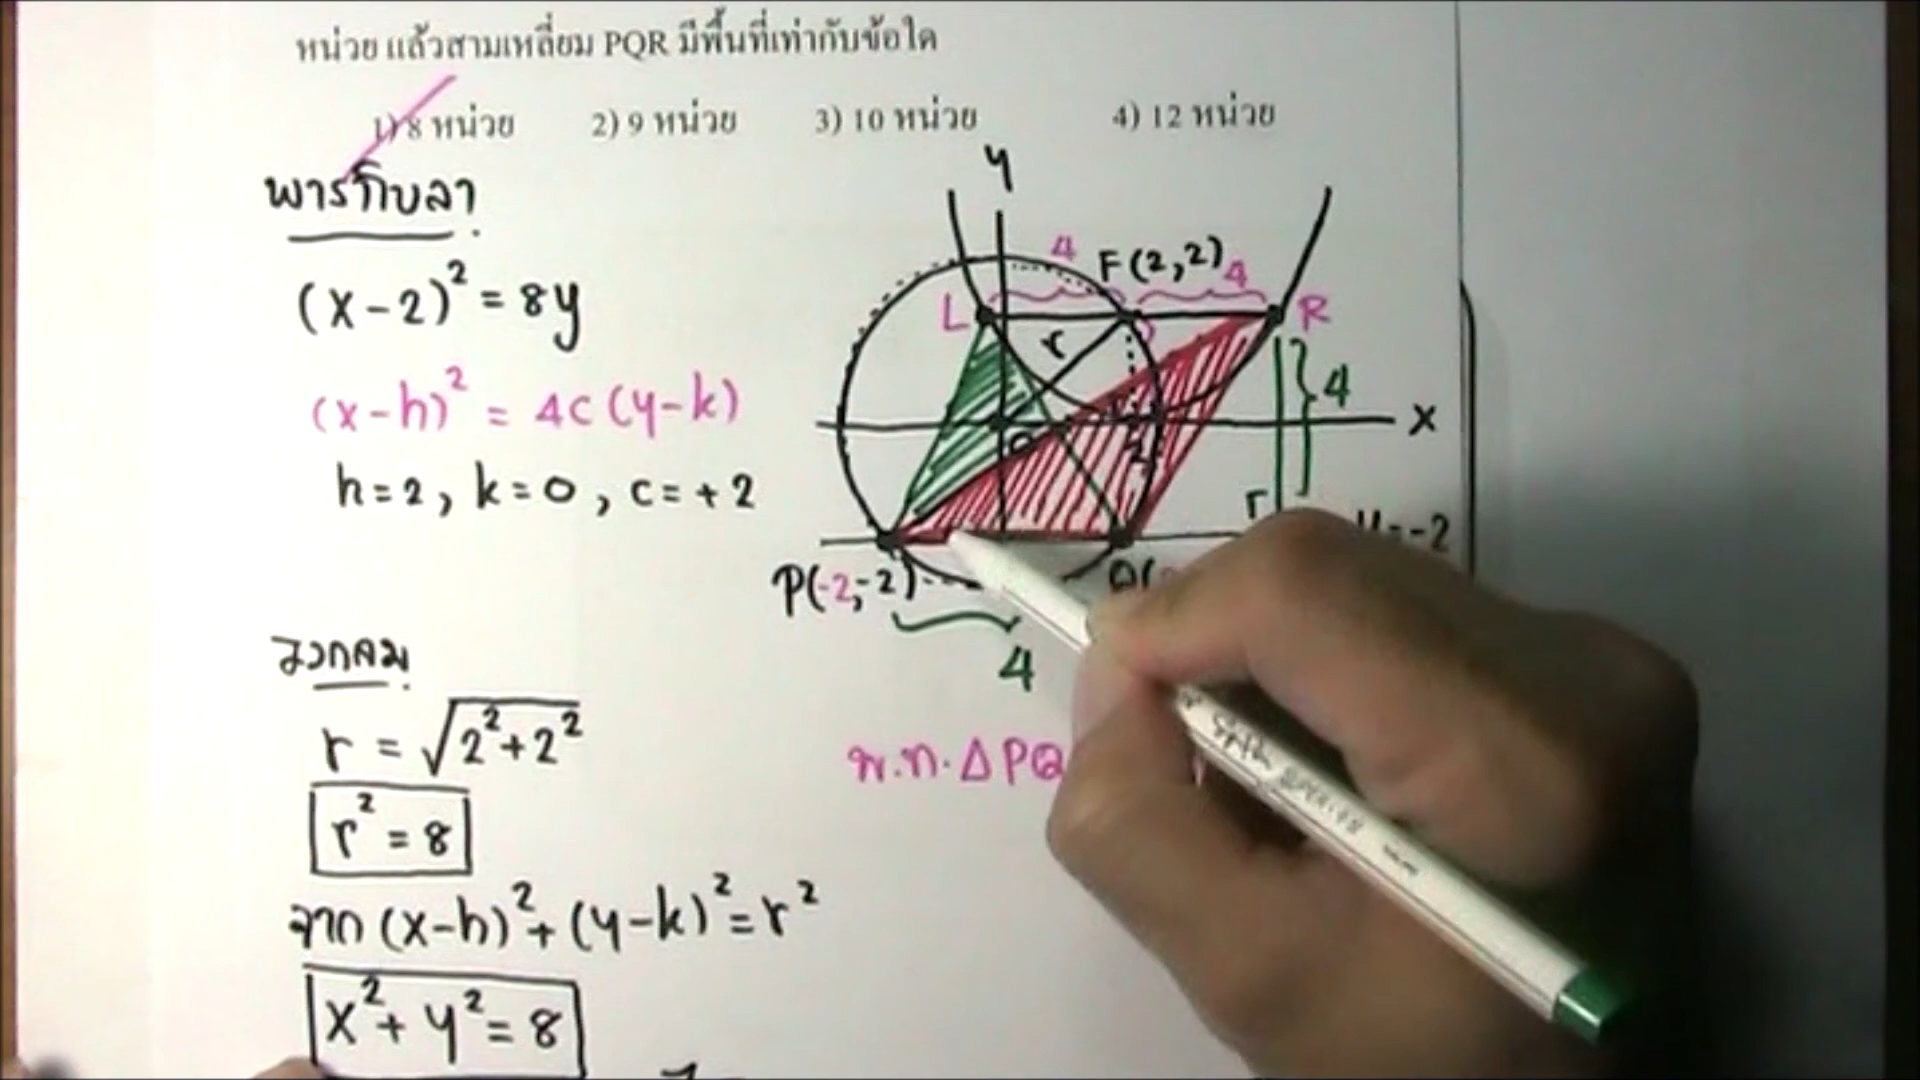 หน่วย แล้วสามเหลี่ยม PQR มีพื้นที่เท่ากับข้อใด
1) 8 หน่วย 2) 9 หน่วย 3) 10 หน่วย 4) 12 หน่วย
พาราโบลา
(x-2)² = 8y
(x-h)² = 4c(y-k)
h=2, k=0, c=+2
วงกลม
r = √2²+2²
r² = 8
จาก (x-h)²+(y-k)²=r²
x²+y²=8
y
4 F(2,2) 4
L R
r
4
x
O 2
y=-2
P(-2,-2) Q(
4
พ.ท. Δ PQ